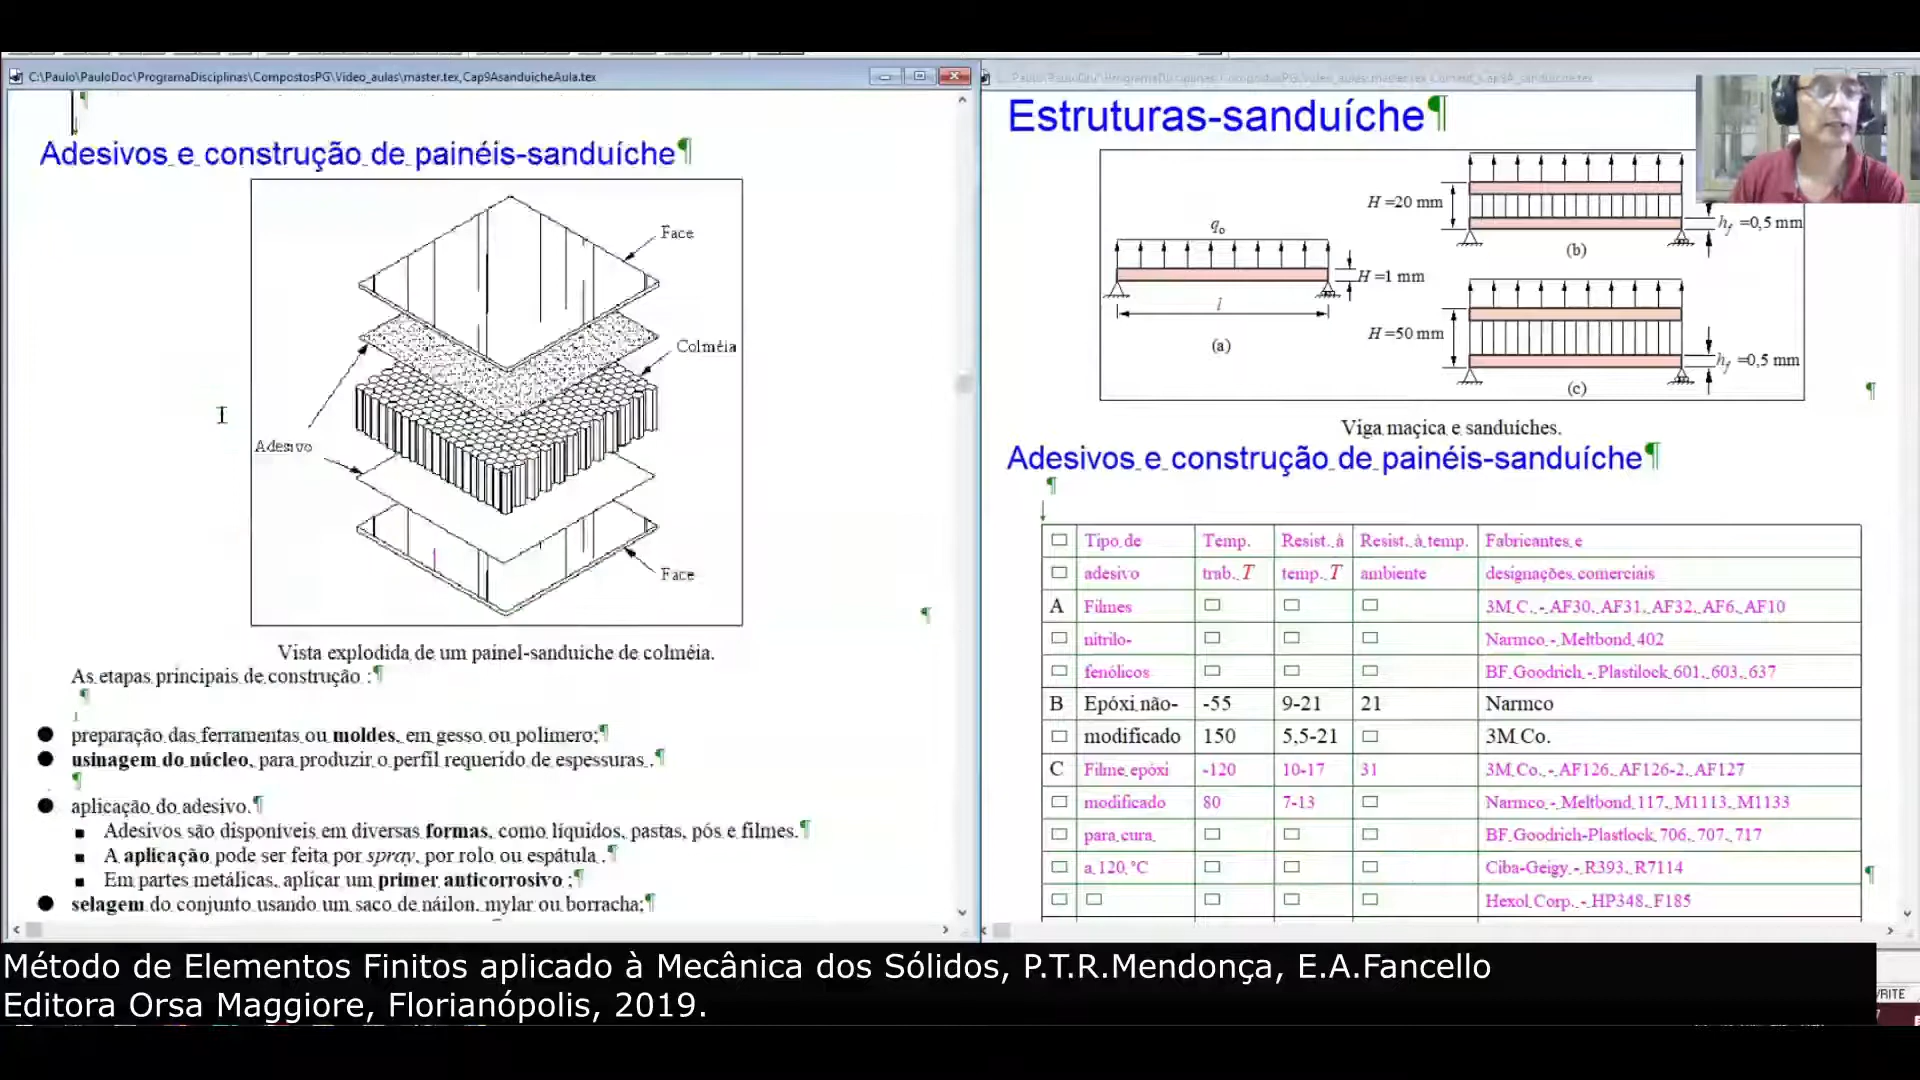 C:\Paulo\PauloDoc\ProgramaDisciplinas\CompostosPG\Video_aulas\master.tex,Cap9AsanduicheAula.tex
Adesivos e construção de painéis-sanduíche¶
Face
Colméia
Adesivo
Face
Vista explodida de um painel-sanduiche de colméia.
As etapas principais de construção :¶
preparação das ferramentas ou moldes, em gesso ou polimero;¶
usinagem do núcleo, para produzir o perfil requerido de espessuras .¶
aplicação do adesivo.¶
Adesivos são disponíveis em diversas formas, como líquidos, pastas, pós e filmes.¶
A aplicação pode ser feita por spray, por rolo ou espátula .¶
Em partes metálicas, aplicar um primer anticorrosivo ;¶
selagem do conjunto usando um saco de náilon, mylar ou borracha;¶
Estruturas-sanduíche¶
q₀
H =1 mm
l
(a)
H =20 mm
h_f =0,5 mm
(b)
H =50 mm
h_f =0,5 mm
(c)
Viga maçica e sanduíches.
Adesivos e construção de painéis-sanduíche¶
Tipo de Temp. Resist. à Resist. à temp. Fabricantes e
adesivo trab. T temp. T ambiente designações comerciais
A Filmes 3M C. - AF30, AF31, AF32, AF6, AF10
nitrilo- Narmco - Meltbond 402
fenólicos BF Goodrich - Plastilock 601, 603, 637
B Epóxi não- -55 9-21 21 Narmco
modificado 150 5,5-21 3M Co.
C Filme epóxi -120 10-17 31 3M Co. - AF126, AF126-2, AF127
modificado 80 7-13 Narmco - Meltbond 117, M1113, M1133
para cura BF Goodrich-Plastlock 706, 707, 717
a 120 °C Ciba-Geigy - R393, R7114
Hexol Corp. - HP348, F185
Método de Elementos Finitos aplicado à Mecânica dos Sólidos, P.T.R.Mendonça, E.A.Fancello
Editora Orsa Maggiore, Florianópolis, 2019.